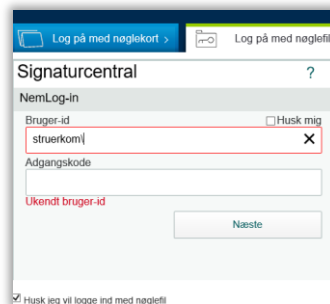 Log på med nøglekort ›
Log på med nøglefil
Signaturcentral ?
NemLog-in
Bruger-id
Husk mig
struerkom\
Adgangskode
Ukendt bruger-id
Næste
Husk jeg vil logge ind med nøglefil